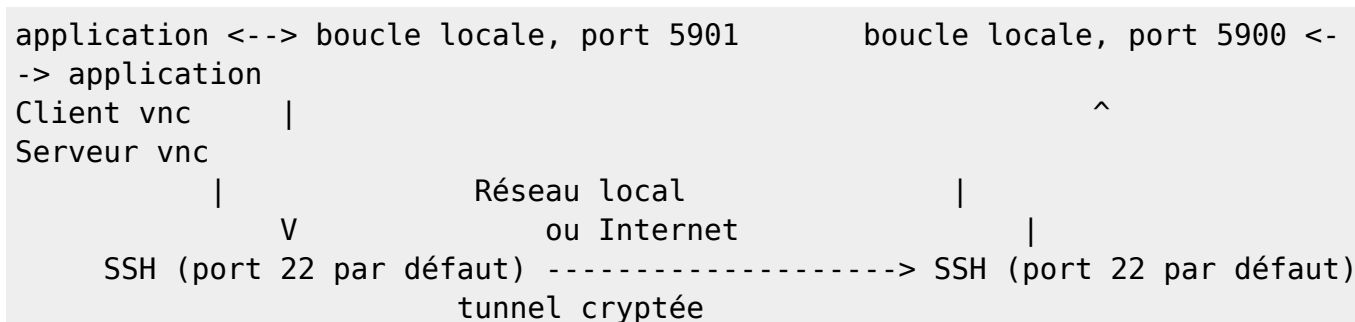 application <--> boucle locale, port 5901       boucle locale, port 5900 <-
-> application
Client vnc     |                                             ^
Serveur vnc
           |              Réseau local               |
               V              ou Internet                |
     SSH (port 22 par défaut) --------------------> SSH (port 22 par défaut)
                         tunnel cryptée